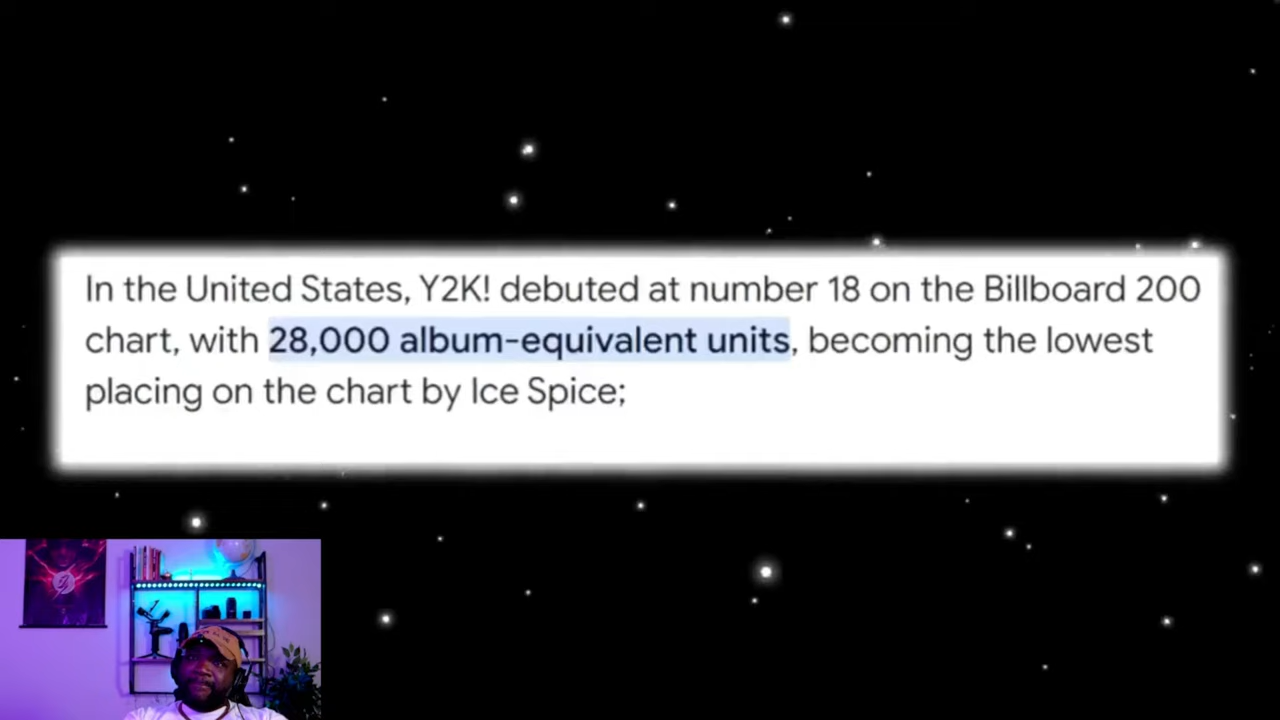 In the United States, Y2K! debuted at number 18 on the Billboard 200
chart, with 28,000 album-equivalent units, becoming the lowest
placing on the chart by Ice Spice;